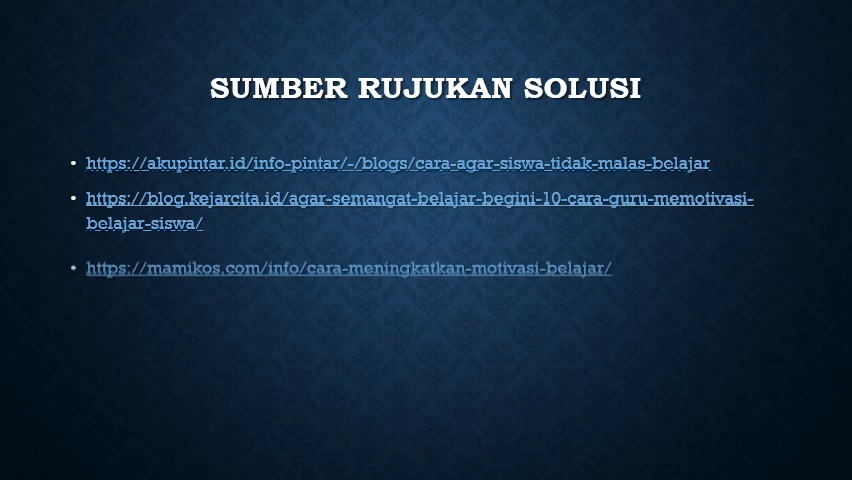 SUMBER RUJUKAN SOLUSI
• https://akupintar.id/info-pintar/-/blogs/cara-agar-siswa-tidak-malas-belajar
• https://blog.kejarcita.id/agar-semangat-belajar-begini-10-cara-guru-memotivasi-
belajar-siswa/
• https://mamikos.com/info/cara-meningkatkan-motivasi-belajar/